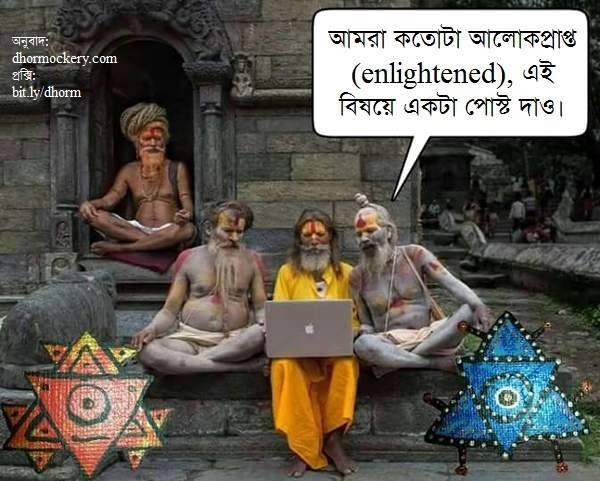 অনুবাদ:
dhormockery.com
প্রক্সি:
bit.ly/dhorm
আমরা কতোটা আলোকপ্রাপ্ত
(enlightened), এই
বিষয়ে একটা পোস্ট দাও।